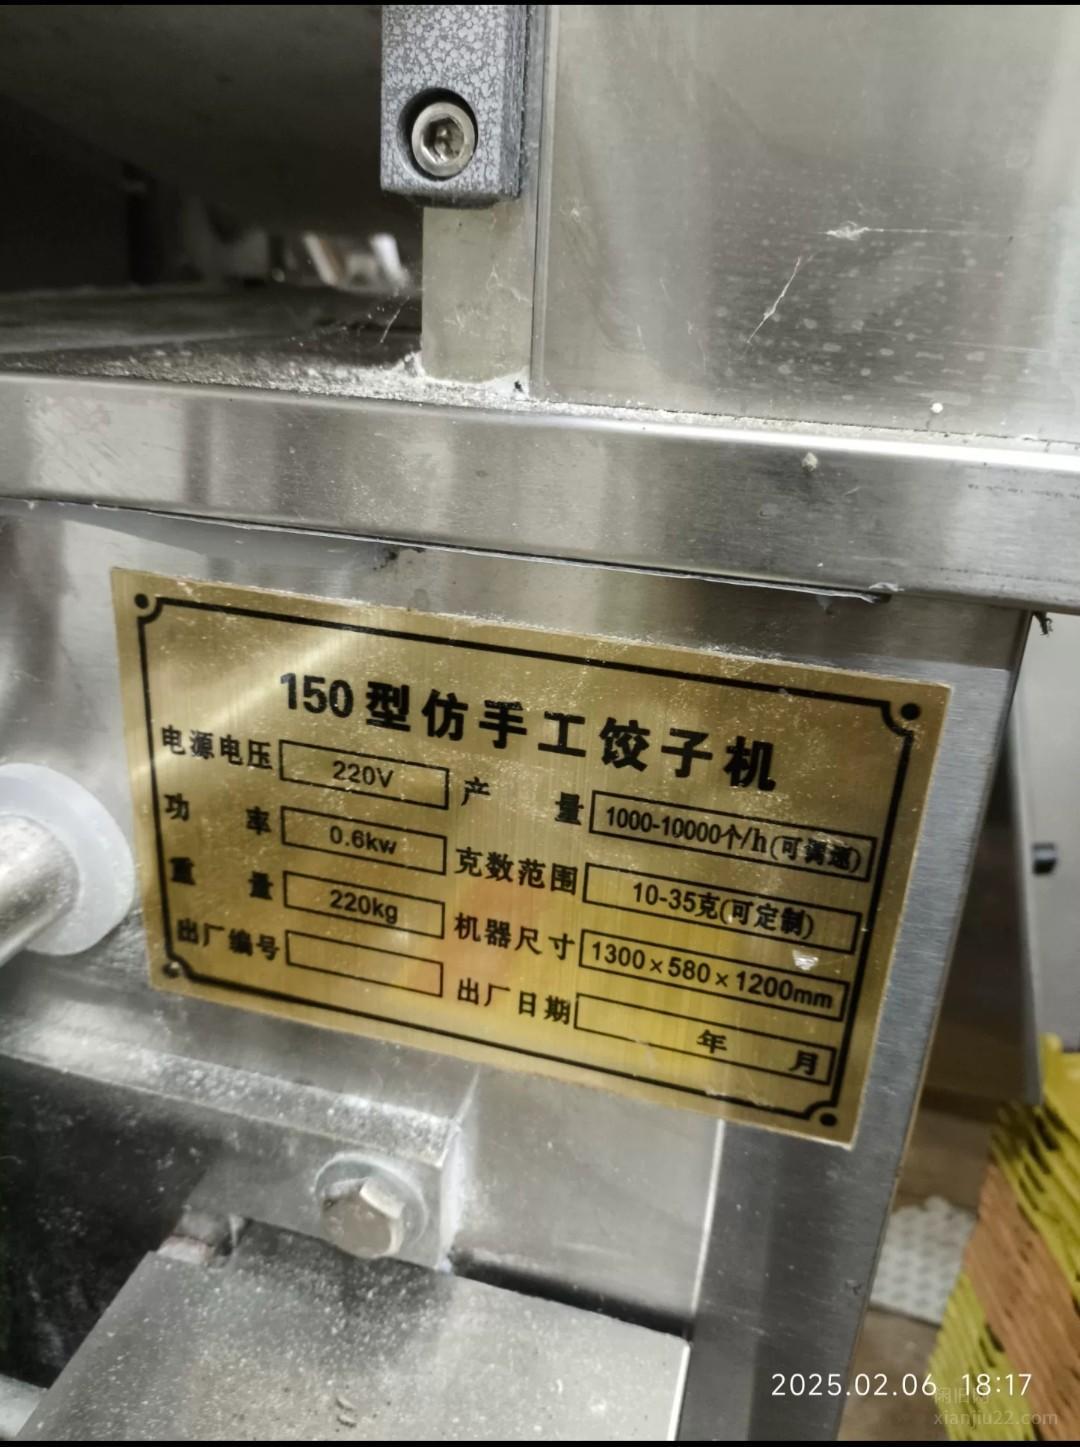 150型仿手工饺子机
电源电压 220V 产量 1000-10000个/h(可调速)
功率 0.6kw 克数范围 10-35克(可定制)
重量 220kg 机器尺寸 1300×580×1200mm
出厂编号 出厂日期 年 月
2025.02.06 18:17
xianjiu22.com